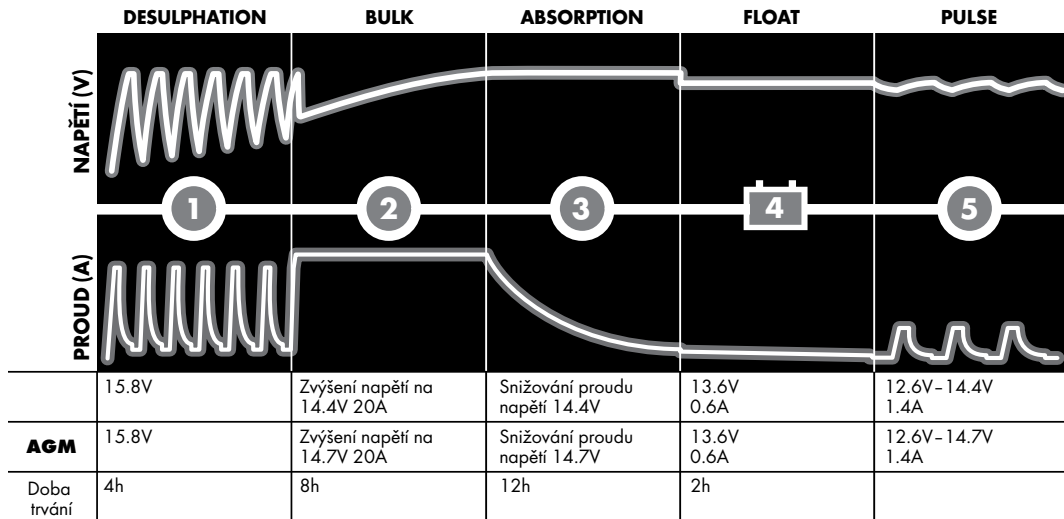 DESULPHATION BULK ABSORPTION FLOAT PULSE
NAPĚTÍ (V)
1 2 3 4 5
PROUD (A)
15.8V Zvýšení napětí na Snižování proudu 13.6V 12.6V–14.4V
14.4V 20A napětí 14.4V 0.6A 1.4A
AGM 15.8V Zvýšení napětí na Snižování proudu 13.6V 12.6V–14.7V
14.7V 20A napětí 14.7V 0.6A 1.4A
Doba 4h 8h 12h 2h
trvání